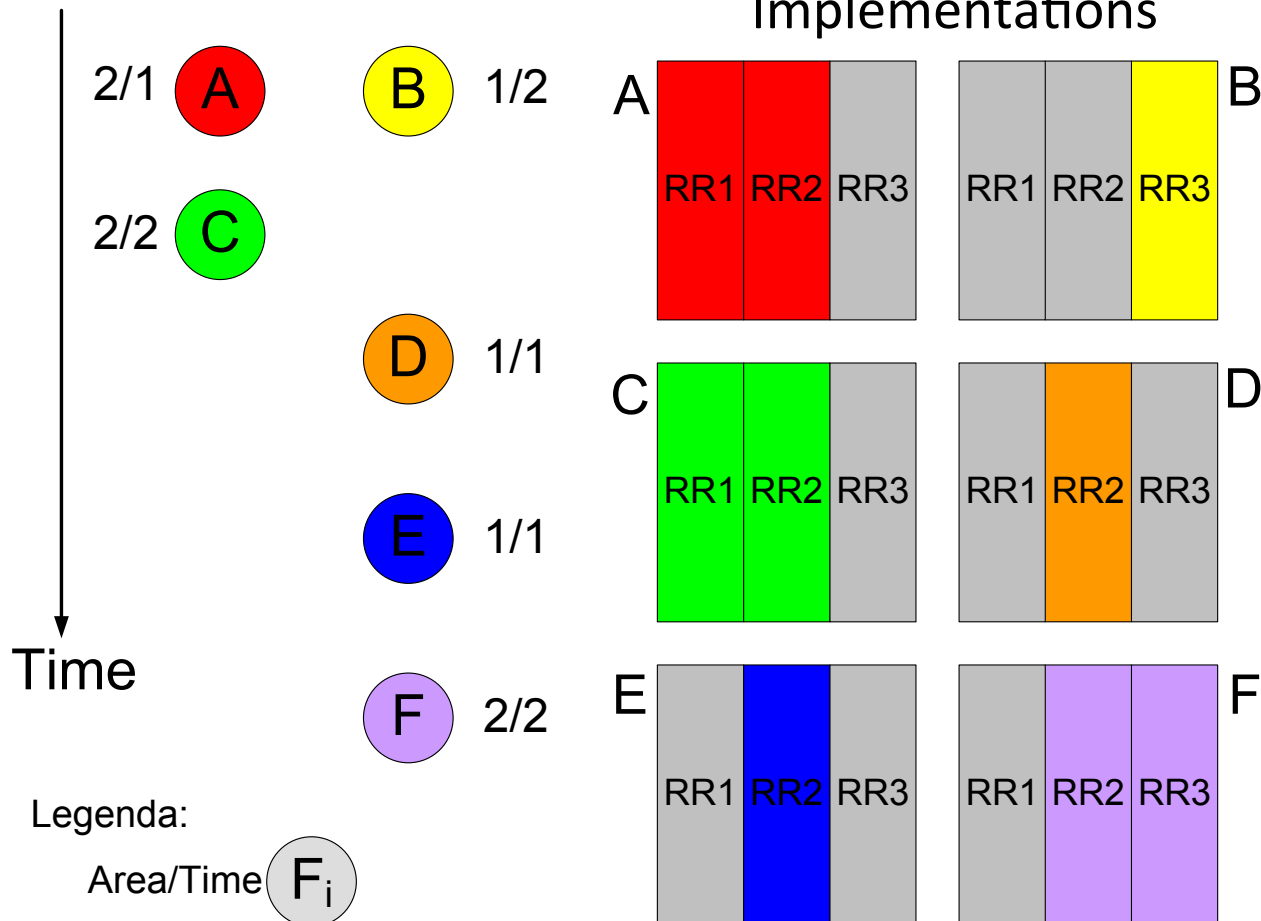 Implementations
2/1 A B 1/2
2/2 C
D 1/1
E 1/1
Time
F 2/2
Legenda:
Area/Time Fi
A RR1 RR2 RR3
RR1 RR2 RR3 B
C RR1 RR2 RR3
RR1 RR2 RR3 D
E RR1 RR2 RR3
RR1 RR2 RR3 F